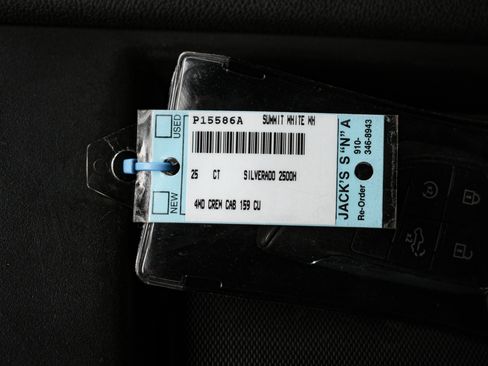 P15586A SUMMIT WHITE WH
25 CT SILVERADO 2500H
4WD CREW CAB 159 CU
USED
NEW
JACK'S S "N" A
Re-Order 910-346-8943